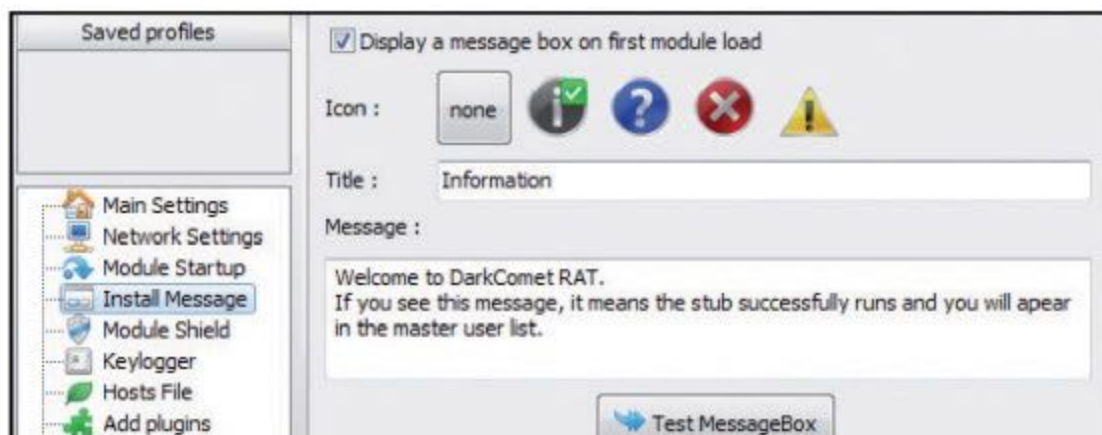 Saved profiles
Main Settings
Network Settings
Module Startup
Install Message
Module Shield
Keylogger
Hosts File
Add plugins
Display a message box on first module load
Icon :
none
Title :
Information
Message :
Welcome to DarkComet RAT.
If you see this message, it means the stub successfully runs and you will apear
in the master user list.
Test MessageBox